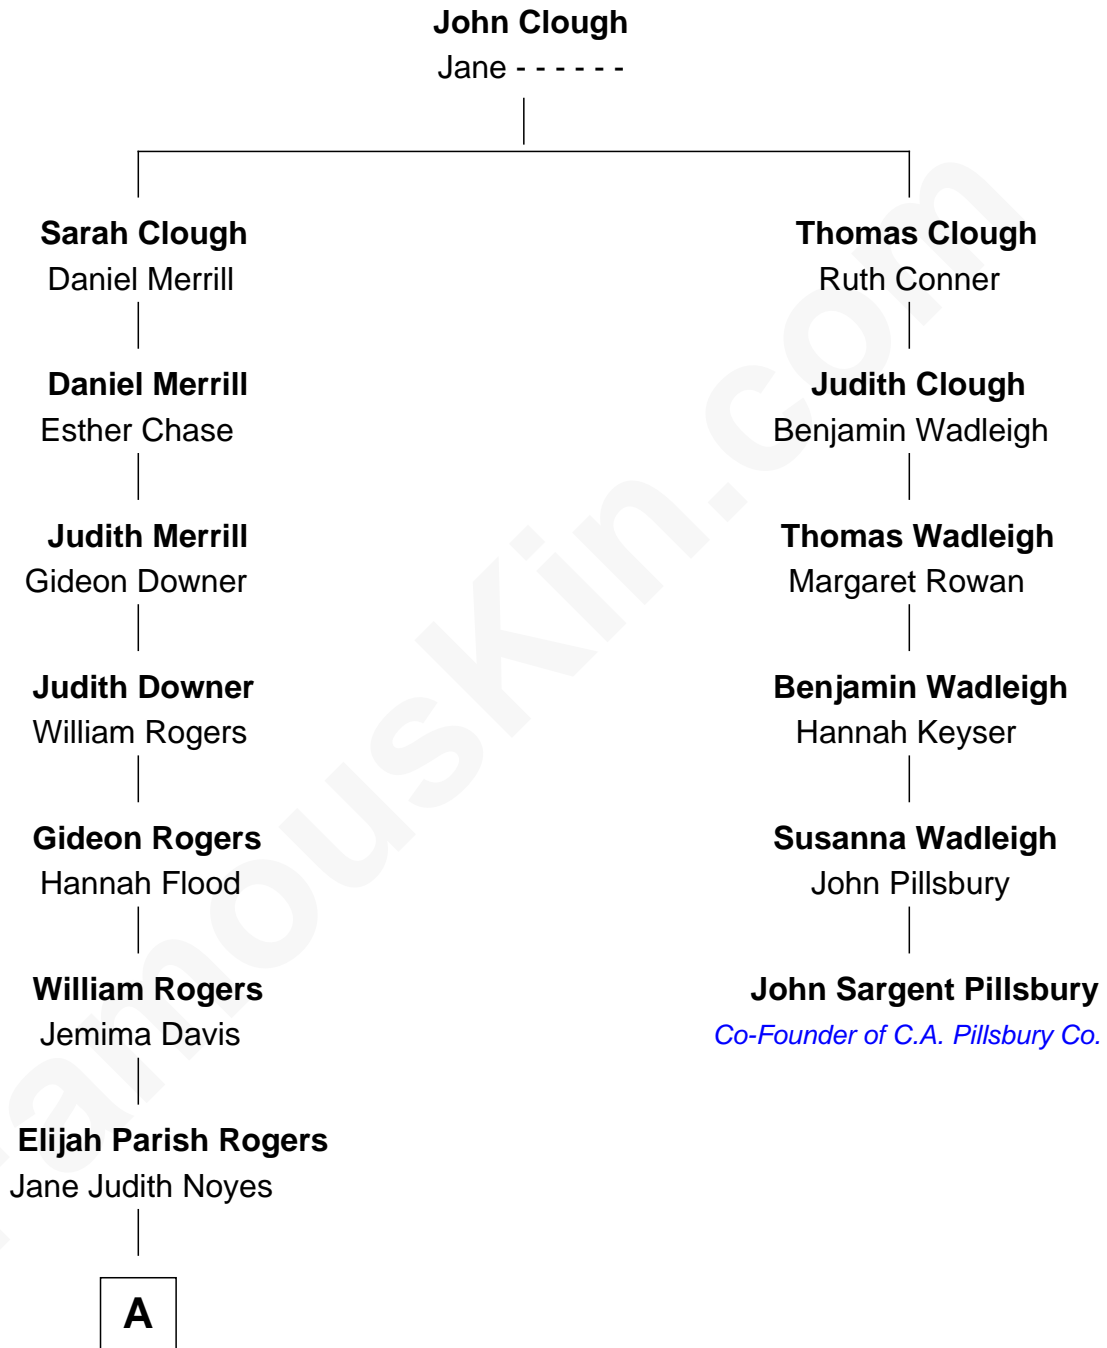 John Clough
Jane - - - - - -
Sarah Clough
Daniel Merrill
Thomas Clough
Ruth Conner
Daniel Merrill
Esther Chase
Judith Clough
Benjamin Wadleigh
Judith Merrill
Gideon Downer
Thomas Wadleigh
Margaret Rowan
Judith Downer
William Rogers
Benjamin Wadleigh
Hannah Keyser
Gideon Rogers
Hannah Flood
Susanna Wadleigh
John Pillsbury
William Rogers
Jemima Davis
John Sargent Pillsbury
Co-Founder of C.A. Pillsbury Co.
Elijah Parish Rogers
Jane Judith Noyes
A
FamousKin.com